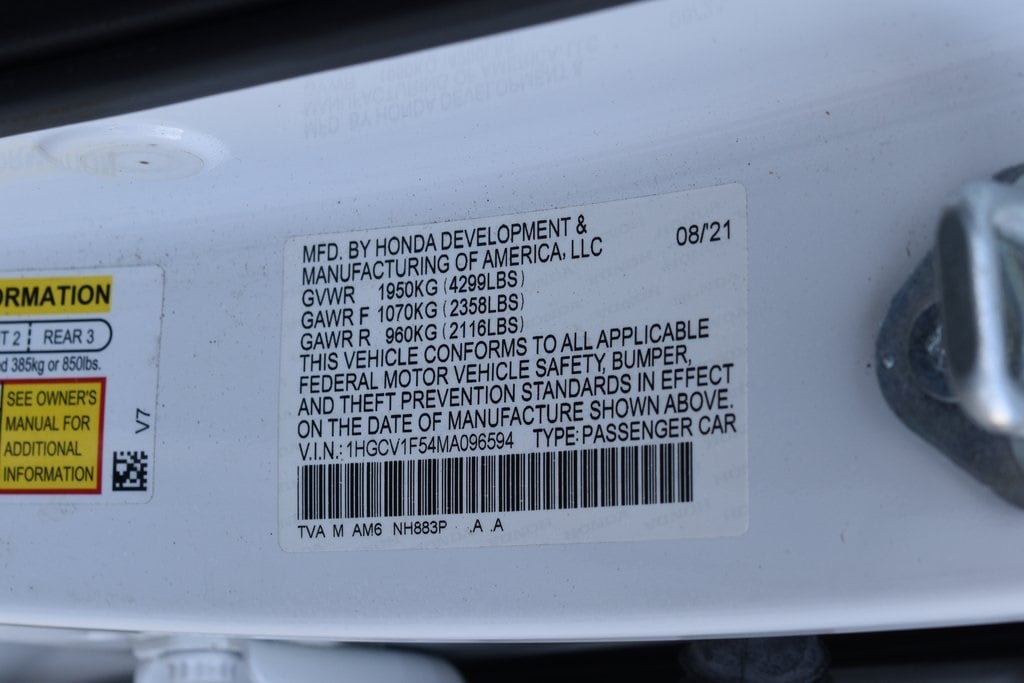 ORMATION
T 2 REAR 3
d 385kg or 850lbs.
SEE OWNER'S
MANUAL FOR
ADDITIONAL
INFORMATION
V7
MFD. BY HONDA DEVELOPMENT &
MANUFACTURING OF AMERICA, LLC
08/'21
GVWR 1950KG (4299LBS)
GAWR F 1070KG (2358LBS)
GAWR R 960KG (2116LBS)
THIS VEHICLE CONFORMS TO ALL APPLICABLE
FEDERAL MOTOR VEHICLE SAFETY, BUMPER,
AND THEFT PREVENTION STANDARDS IN EFFECT
ON THE DATE OF MANUFACTURE SHOWN ABOVE.
V.I.N.: 1HGCV1F54MA096594 TYPE: PASSENGER CAR
TVA M AM6 NH883P .A .A